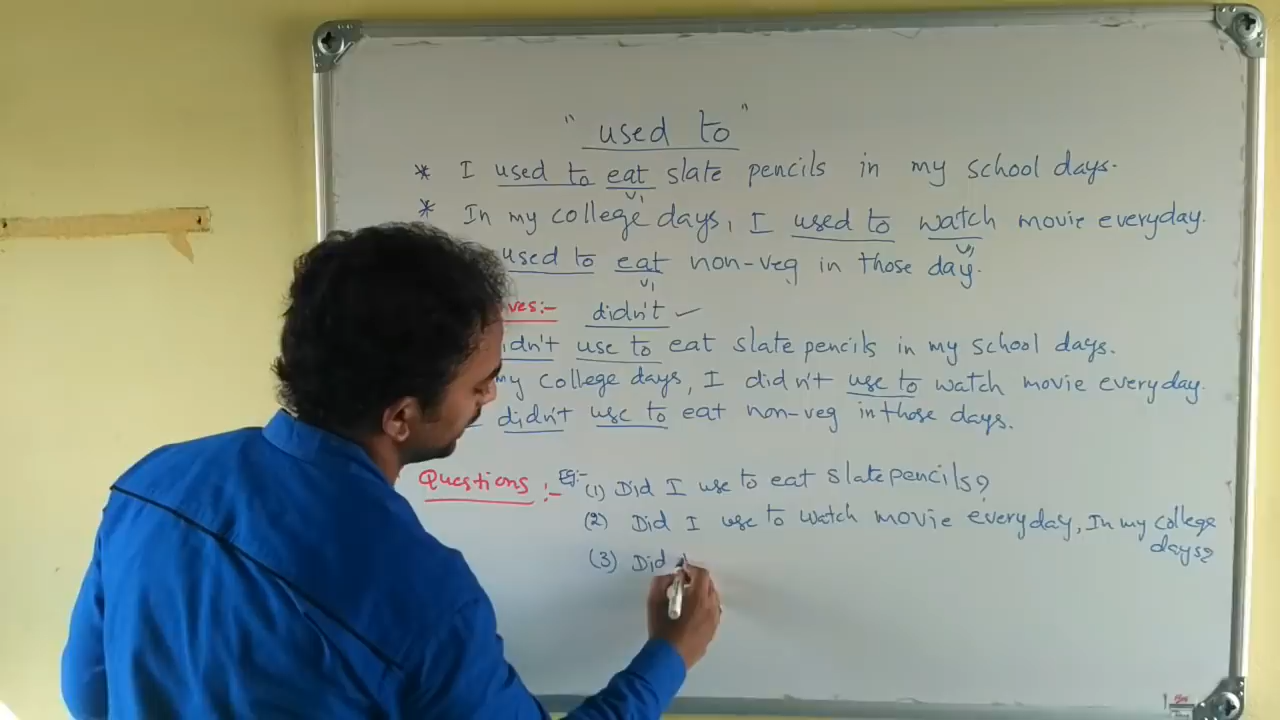 " used to "
* I used to eat slate pencils in my school days.
V1
* In my college days, I used to watch movie everyday.
V1
used to eat non-veg in those day.
V1
ves:- didn't ✓
idn't use to eat slate pencils in my school days.
my college days, I didn't use to watch movie everyday.
didn't use to eat non-veg in those days.
Questions :- Eg:- (1) Did I use to eat slate pencils?
(2) Did I use to watch movie everyday, In my college
days?
(3) Did